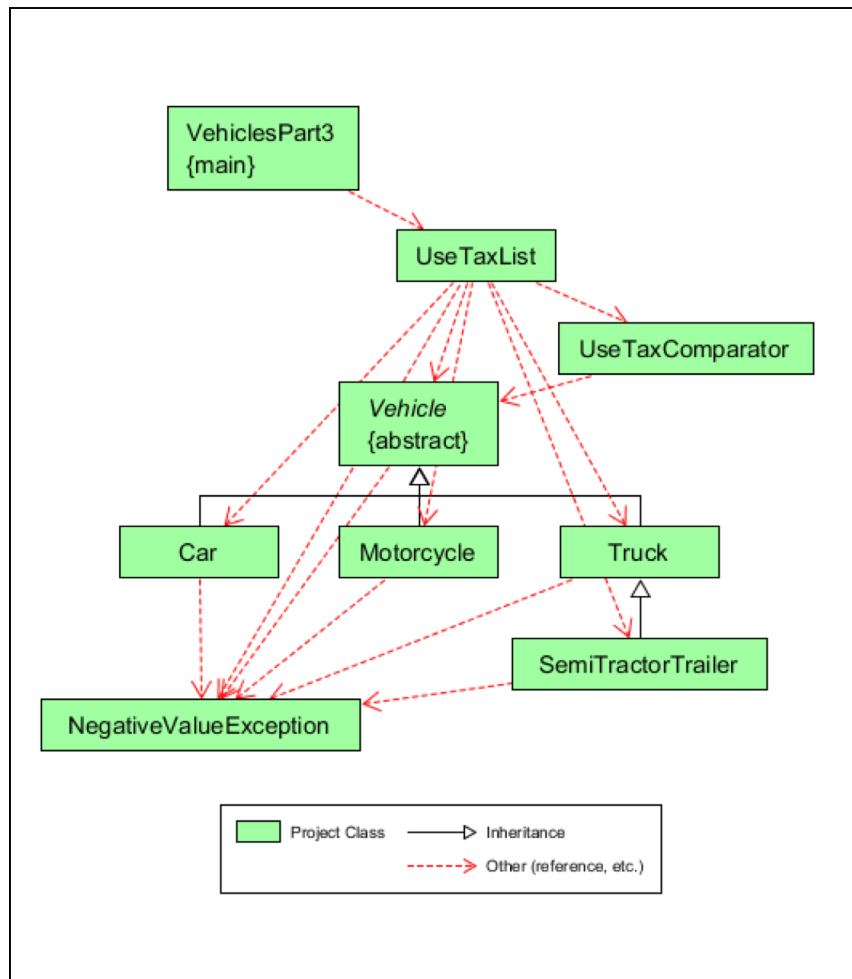 VehiclesPart3
{main}
UseTaxList
UseTaxComparator
Vehicle
{abstract}
Car
Motorcycle
Truck
SemiTractorTrailer
NegativeValueException
Project Class
Inheritance
Other (reference, etc.)